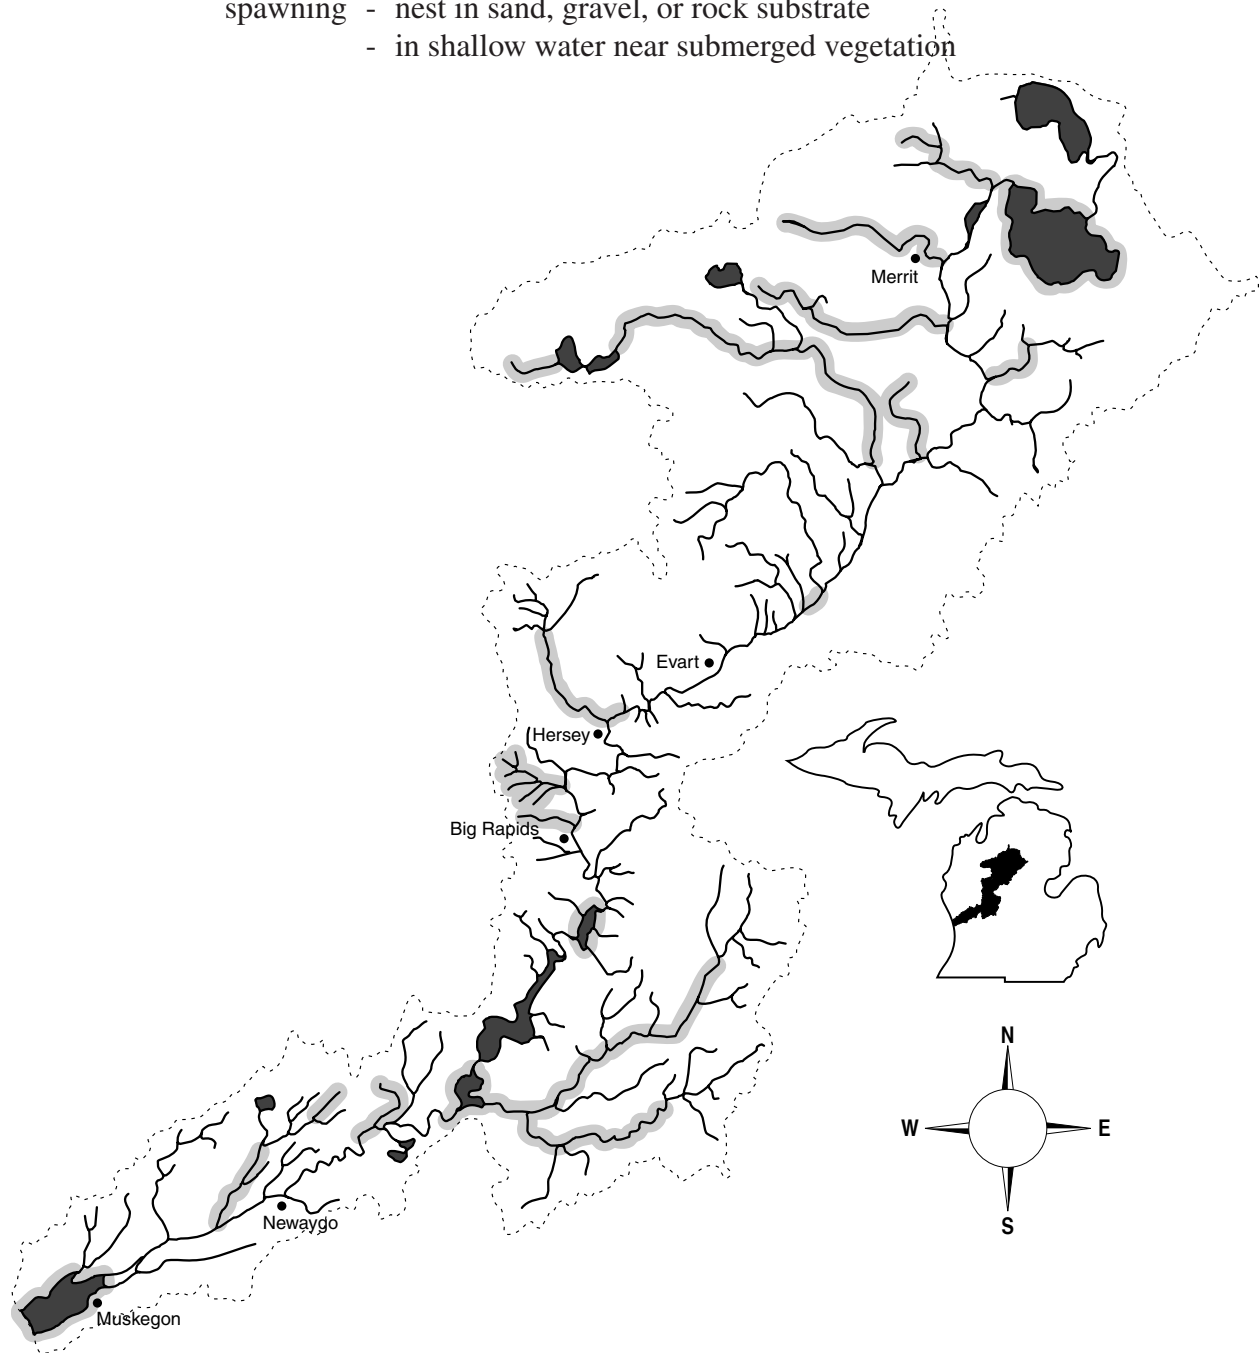 spawning - nest in sand, gravel, or rock substrate
- in shallow water near submerged vegetation
Merrit
Evart
Hersey
Big Rapids
N
W E
S
Newaygo
Muskegon